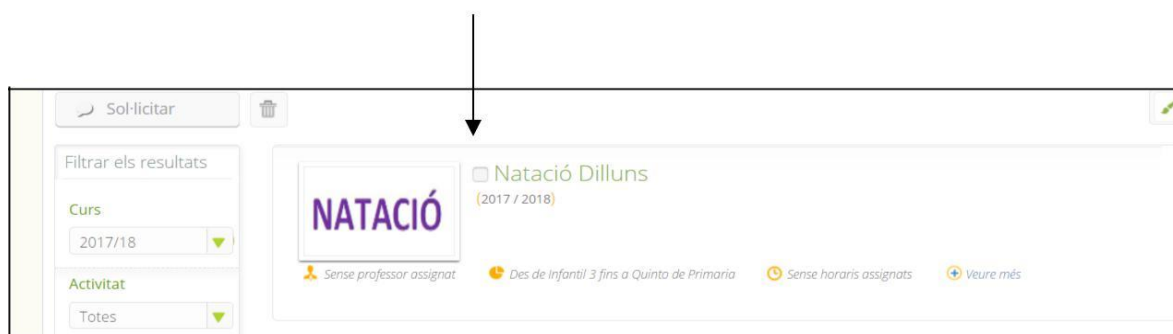 Sol·licitar
Filtrar els resultats
Curs
2017/18
Activitat
Totes
NATACIÓ
Natació Dilluns
(2017 / 2018)
Sense professor assignat Des de Infantil 3 fins a Quinto de Primaria Sense horaris assignats Veure més